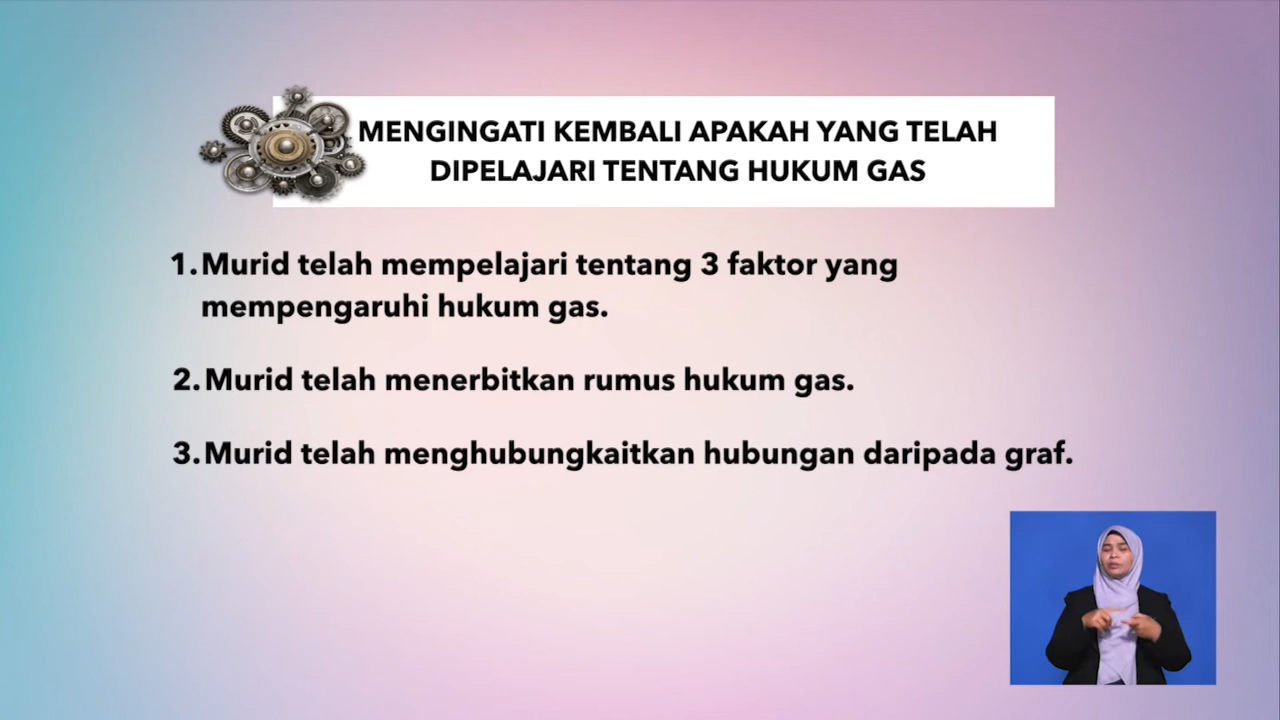 MENGINGATI KEMBALI APAKAH YANG TELAH
DIPELAJARI TENTANG HUKUM GAS
1. Murid telah mempelajari tentang 3 faktor yang
mempengaruhi hukum gas.
2. Murid telah menerbitkan rumus hukum gas.
3. Murid telah menghubungkaitkan hubungan daripada graf.